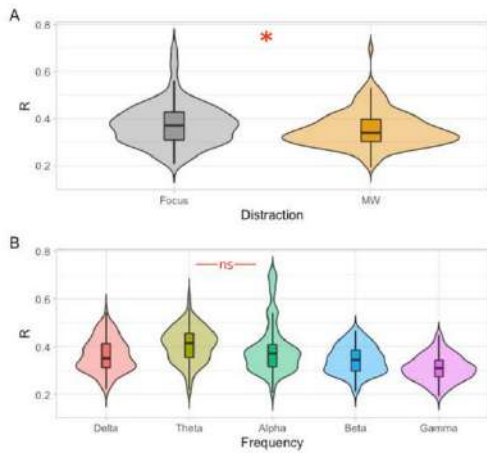 A
0.8
*
0.6
R
0.4
0.2
Focus
MW
Distraction
B
0.8
ns
0.6
R
0.4
0.2
Delta
Theta
Alpha
Beta
Gamma
Frequency